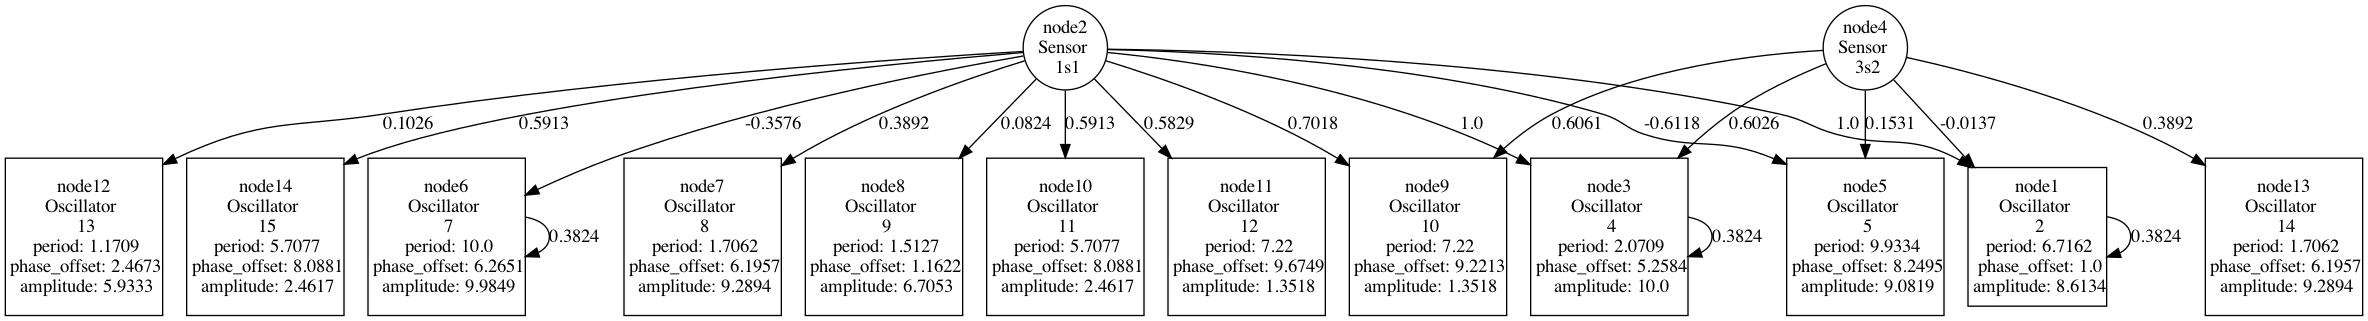 node2
Sensor
1s1
node4
Sensor
3s2
0.1026
0.5913
-0.3576
0.3892
0.0824
0.5913
0.5829
0.7018
1.0
0.6061
-0.6118
0.6026
1.0
0.1531
-0.0137
0.3892
node12
Oscillator
13
period: 1.1709
phase_offset: 2.4673
amplitude: 5.9333
node14
Oscillator
15
period: 5.7077
phase_offset: 8.0881
amplitude: 2.4617
node6
Oscillator
7
period: 10.0
phase_offset: 6.2651
amplitude: 9.9849
0.3824
node7
Oscillator
8
period: 1.7062
phase_offset: 6.1957
amplitude: 9.2894
node8
Oscillator
9
period: 1.5127
phase_offset: 1.1622
amplitude: 6.7053
node10
Oscillator
11
period: 5.7077
phase_offset: 8.0881
amplitude: 2.4617
node11
Oscillator
12
period: 7.22
phase_offset: 9.6749
amplitude: 1.3518
node9
Oscillator
10
period: 7.22
phase_offset: 9.2213
amplitude: 1.3518
node3
Oscillator
4
period: 2.0709
phase_offset: 5.2584
amplitude: 10.0
0.3824
node5
Oscillator
5
period: 9.9334
phase_offset: 8.2495
amplitude: 9.0819
node1
Oscillator
2
period: 6.7162
phase_offset: 1.0
amplitude: 8.6134
0.3824
node13
Oscillator
14
period: 1.7062
phase_offset: 6.1957
amplitude: 9.2894